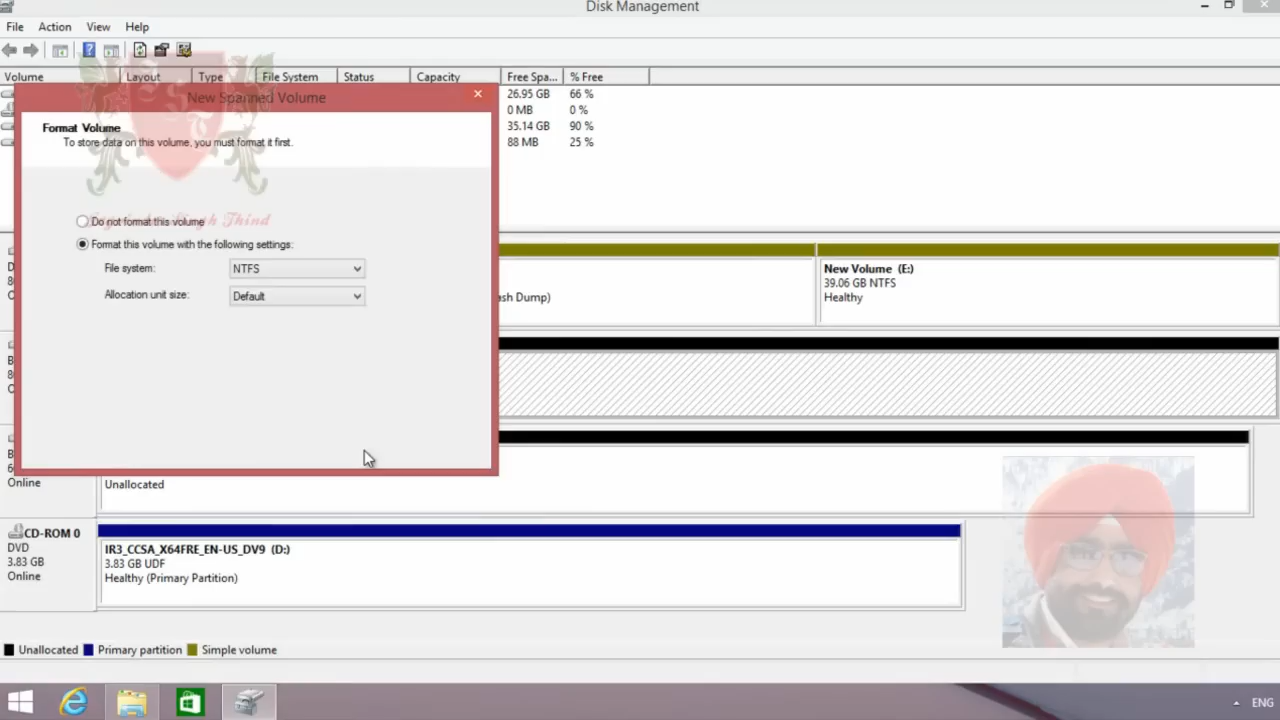 Disk Management
File Action View Help
Volume Layout Type File System Status Capacity Free Spa... % Free
26.95 GB 66 %
0 MB 0 %
35.14 GB 90 %
88 MB 25 %
New Spanned Volume
Format Volume
To store data on this volume, you must format it first.
Do not format this volume
Singh Thind
Format this volume with the following settings:
File system: NTFS
Allocation unit size: Default
D
8
O
ash Dump)
New Volume (E:)
39.06 GB NTFS
Healthy
B
8
O
B
6
Online
Unallocated
CD-ROM 0
DVD
3.83 GB
Online
IR3_CCSA_X64FRE_EN-US_DV9 (D:)
3.83 GB UDF
Healthy (Primary Partition)
Unallocated Primary partition Simple volume
ENG